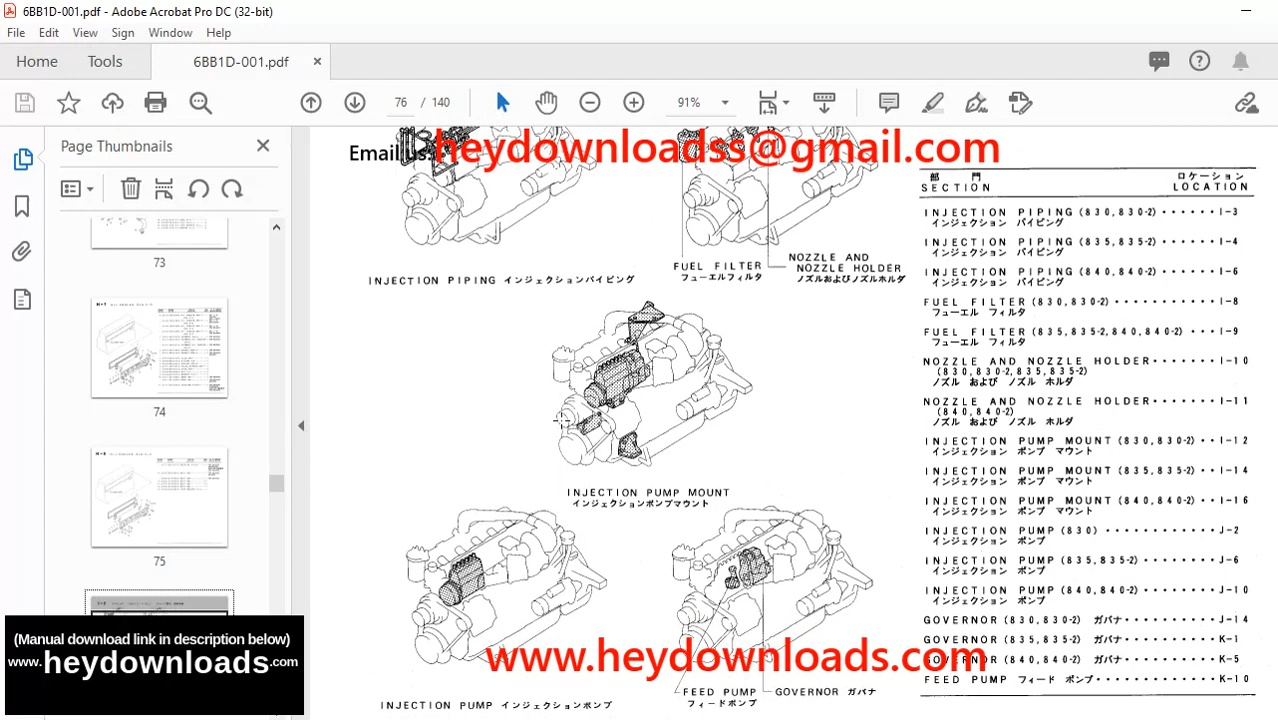 6BB1D-001.pdf - Adobe Acrobat Pro DC (32-bit)
File Edit View Sign Window Help
Home Tools 6BB1D-001.pdf ×
76 / 140 91%
Page Thumbnails
73
74
75
Email us: heydownloadss@gmail.com
INJECTION PIPING インジェクションパイピング
FUEL FILTER
フューエルフィルタ
NOZZLE AND
NOZZLE HOLDER
ノズルおよびノズルホルダ
INJECTION PUMP MOUNT
インジェクションポンプマウント
INJECTION PUMP インジェクションポンプ
FEED PUMP
フィードポンプ
GOVERNOR ガバナ
部 門 ロケーション
SECTION LOCATION
INJECTION PIPING (830,830-2)······I-3
インジェクション パイピング
INJECTION PIPING (835,835-2)······I-4
インジェクション パイピング
INJECTION PIPING (840,840-2)······I-6
インジェクション パイピング
FUEL FILTER (830,830-2)···········I-8
フューエル フィルタ
FUEL FILTER (835,835-2,840,840-2)····I-9
フューエル フィルタ
NOZZLE AND NOZZLE HOLDER·······I-10
(830,830-2,835,835-2)
ノズル および ノズル ホルダ
NOZZLE AND NOZZLE HOLDER·······I-11
(840,840-2)
ノズル および ノズル ホルダ
INJECTION PUMP MOUNT (830,830-2)··I-12
インジェクション ポンプ マウント
INJECTION PUMP MOUNT (835,835-2)··I-14
インジェクション ポンプ マウント
INJECTION PUMP MOUNT (840,840-2)··I-16
インジェクション ポンプ マウント
INJECTION PUMP (830)············J-2
インジェクション ポンプ
INJECTION PUMP (835,835-2)········J-6
インジェクション ポンプ
INJECTION PUMP (840,840-2)········J-10
インジェクション ポンプ
GOVERNOR (830,830-2) ガバナ·········J-14
GOVERNOR (835,835-2) ガバナ·········K-1
GOVERNOR (840,840-2) ガバナ·········K-5
FEED PUMP フィード ポンプ············K-10
www.heydownloads.com
(Manual download link in description below)
www.heydownloads.com